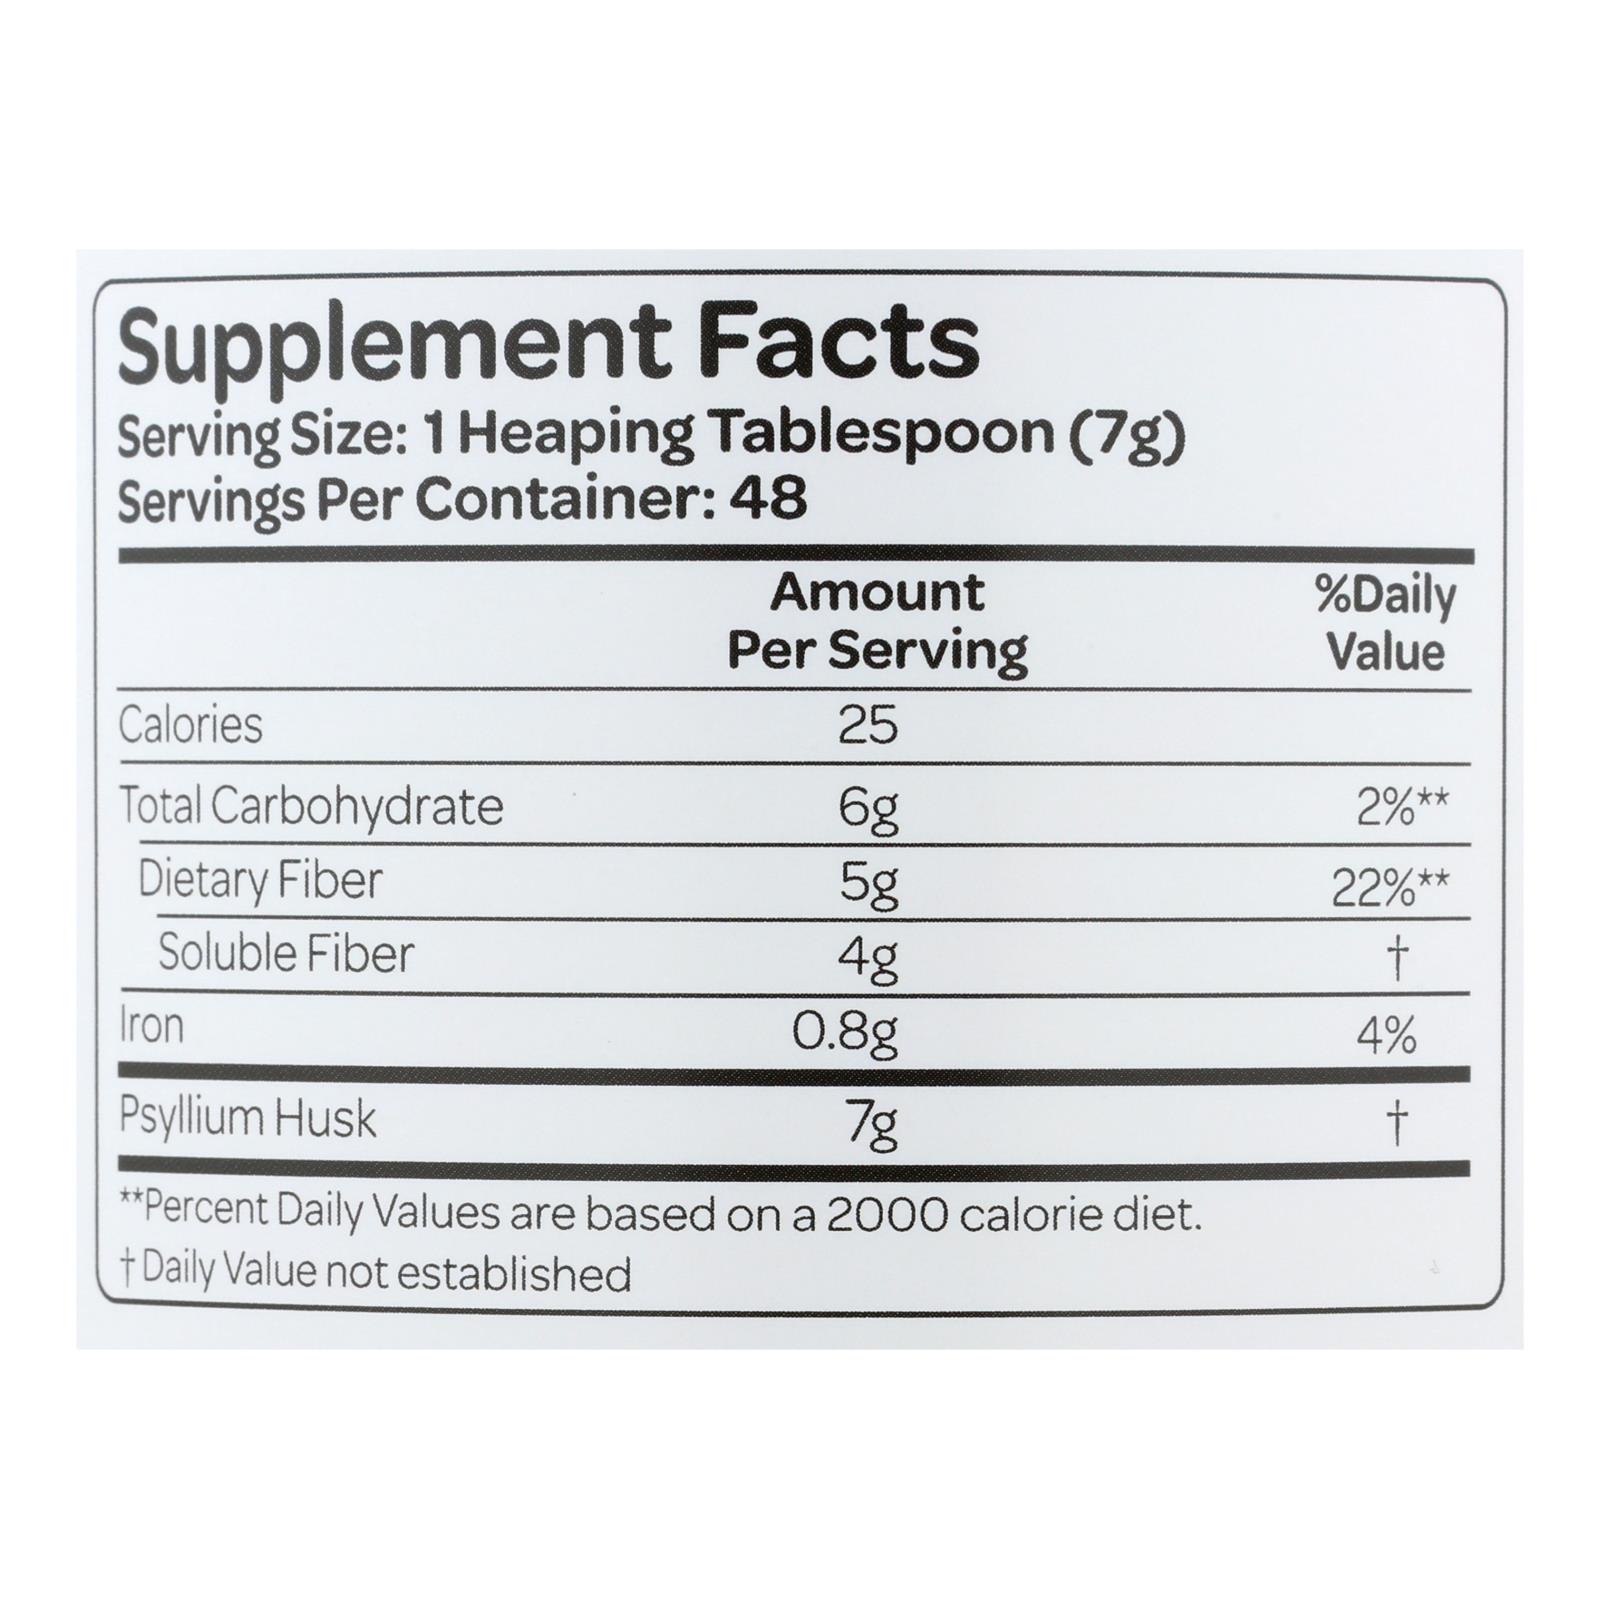 Supplement Facts
Serving Size: 1 Heaping Tablespoon (7g)
Servings Per Container: 48
Amount Per Serving %Daily Value
Calories 25
Total Carbohydrate 6g 2%**
Dietary Fiber 5g 22%**
Soluble Fiber 4g †
Iron 0.8g 4%
Psyllium Husk 7g †
**Percent Daily Values are based on a 2000 calorie diet.
† Daily Value not established